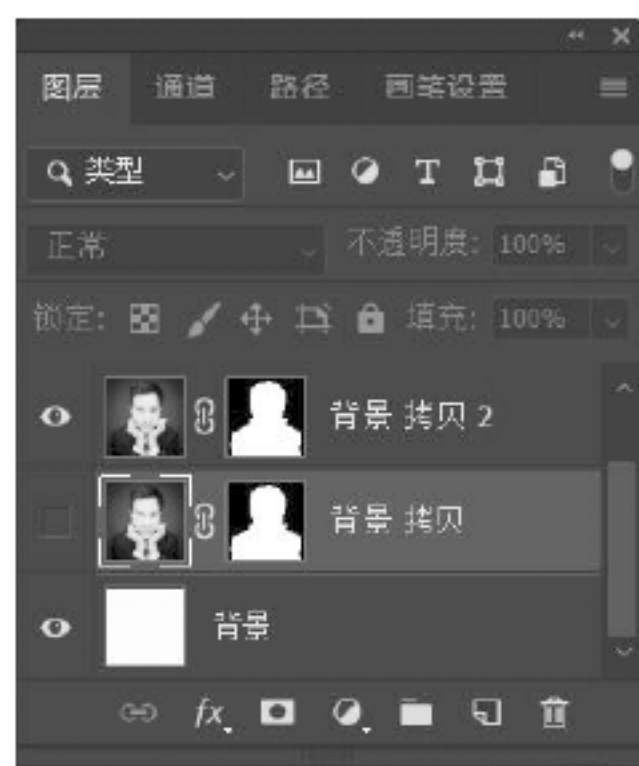 图层 通道 路径 画笔设置
类型
正常 不透明度: 100%
锁定: 填充: 100%
背景 拷贝 2
背景 拷贝
背景
fx